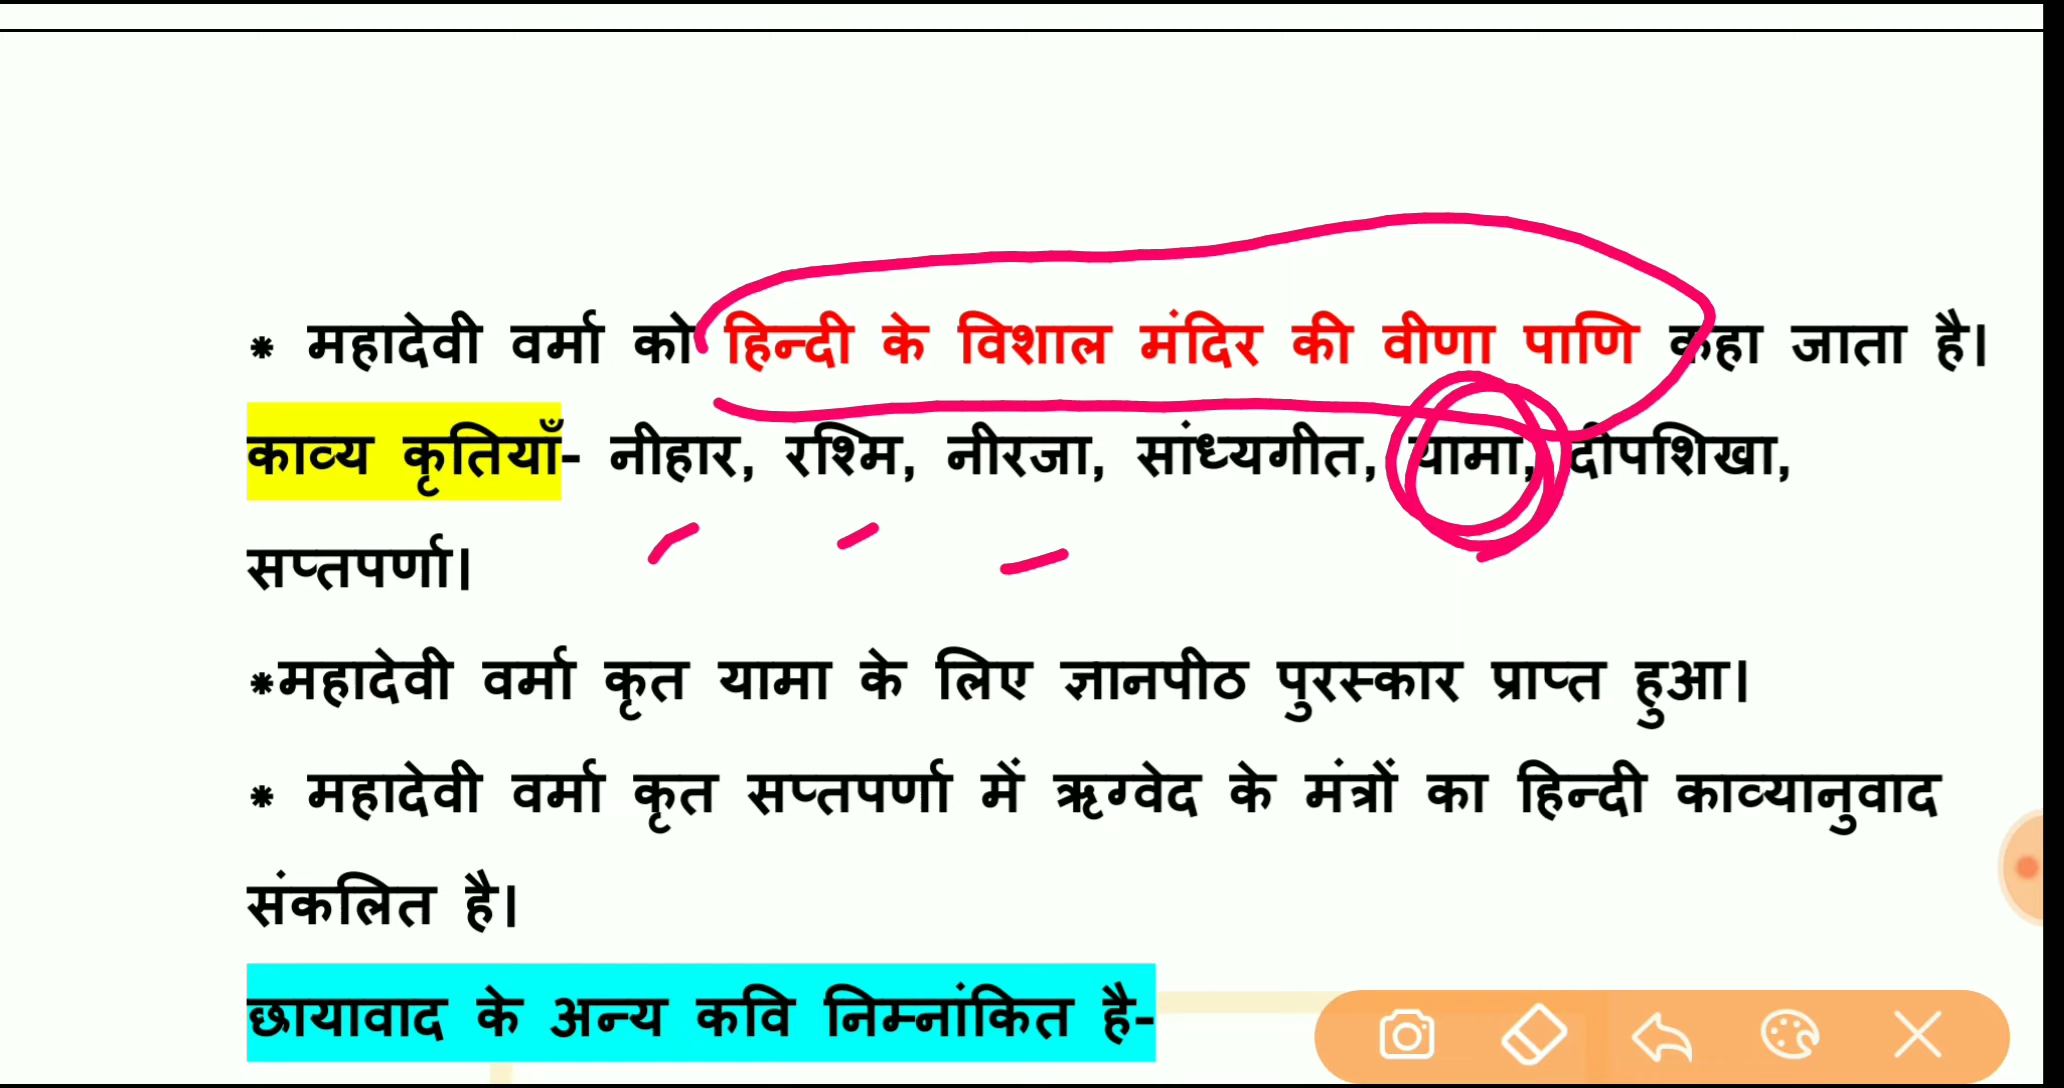 * महादेवी वर्मा को हिन्दी के विशाल मंदिर की वीणा पाणि कहा जाता है।
काव्य कृतियाँ- नीहार, रश्मि, नीरजा, सांध्यगीत, यामा, दीपशिखा,
सप्तपर्णा।
*महादेवी वर्मा कृत यामा के लिए ज्ञानपीठ पुरस्कार प्राप्त हुआ।
* महादेवी वर्मा कृत सप्तपर्णा में ऋग्वेद के मंत्रों का हिन्दी काव्यानुवाद
संकलित है।
छायावाद के अन्य कवि निम्नांकित है-